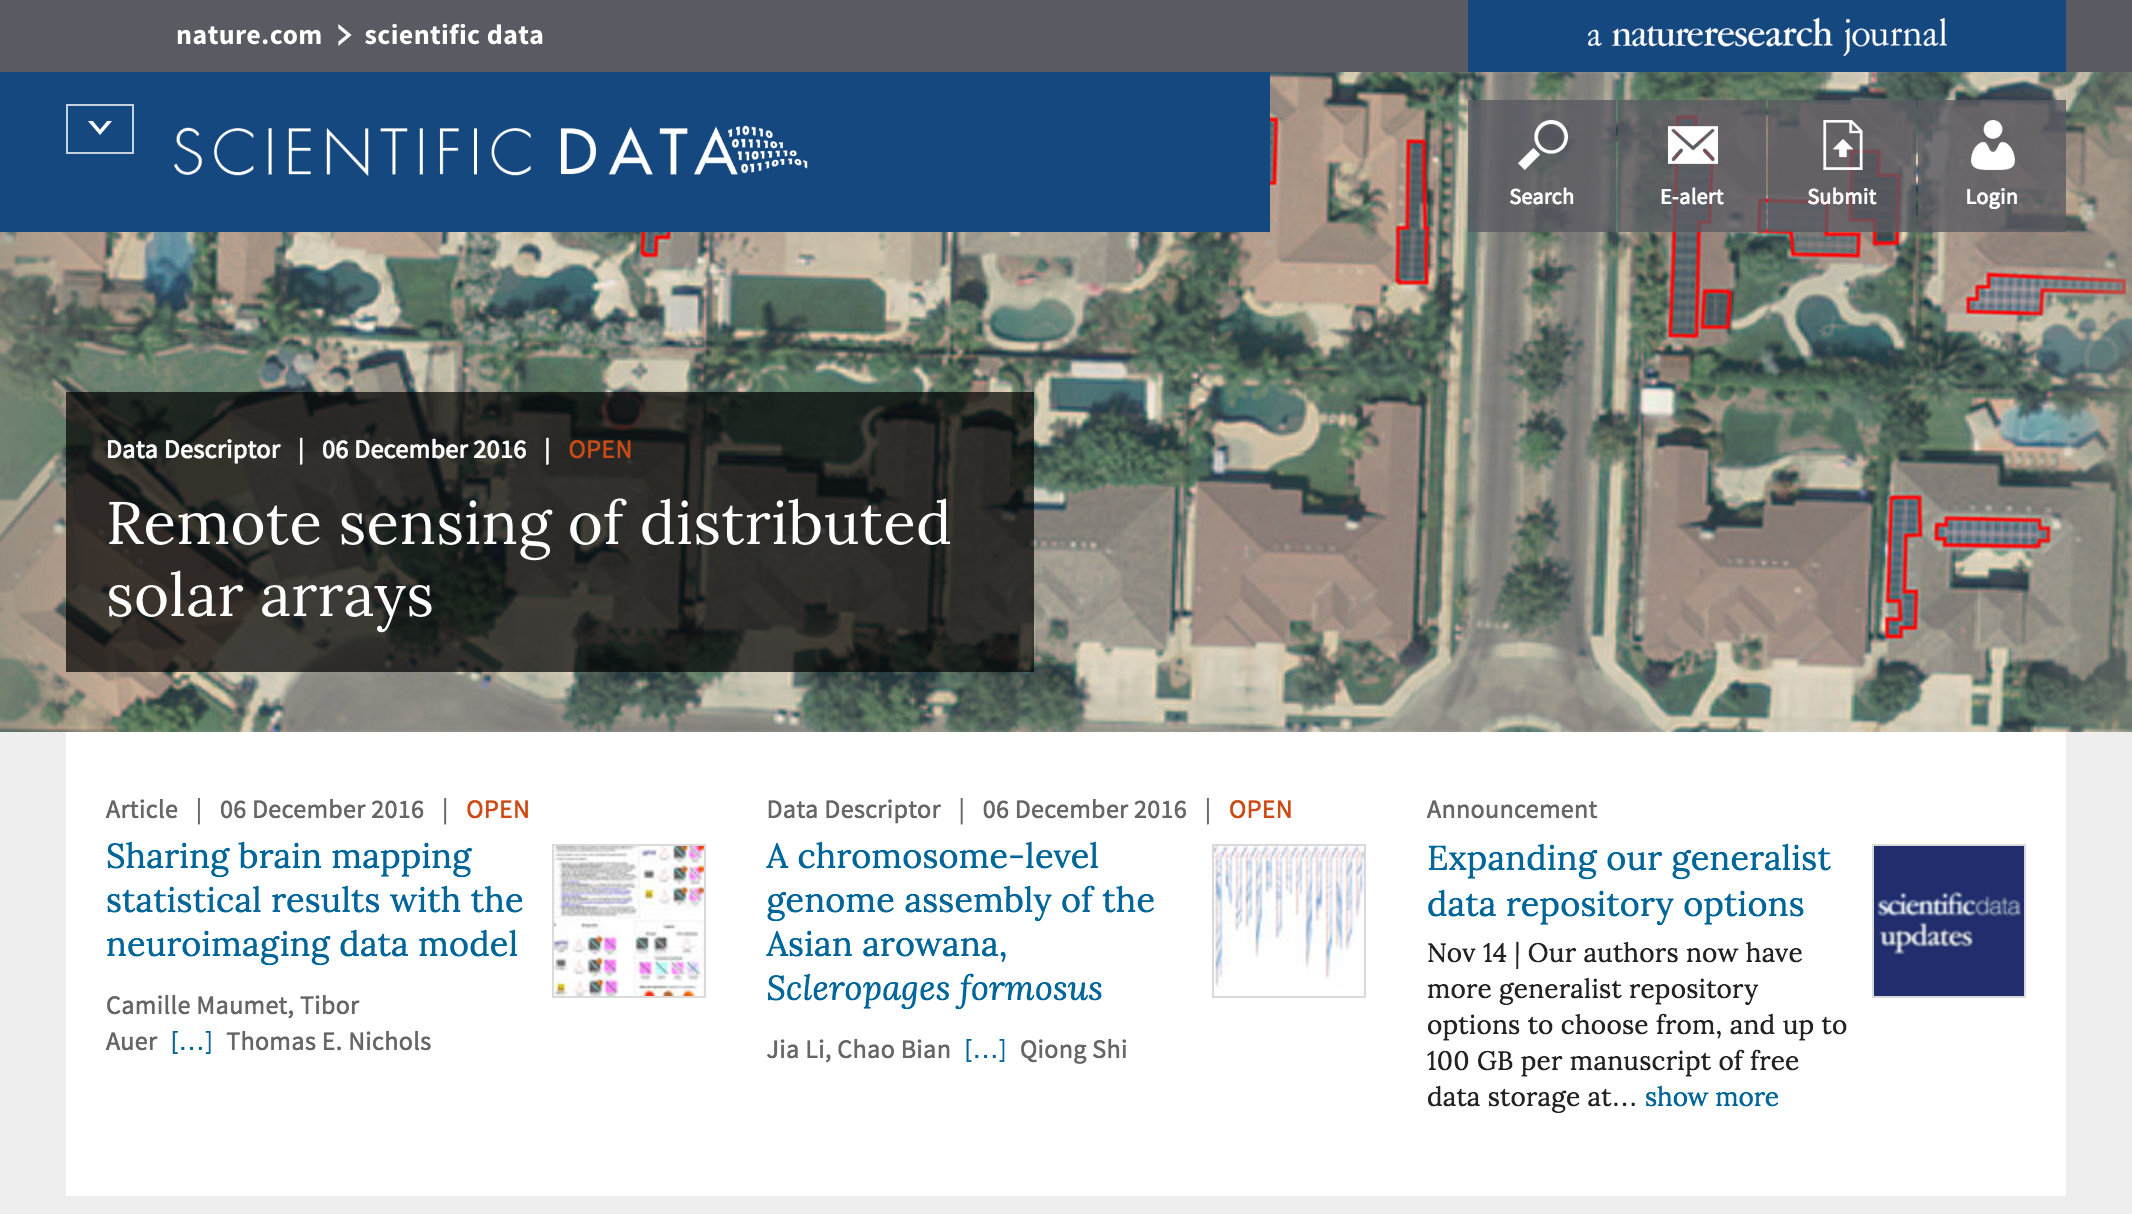 nature.com > scientific data
a natureresearch journal
SCIENTIFIC DATA
110110
0111101
11011110
011101101
Search
E-alert
Submit
Login
Data Descriptor | 06 December 2016 | OPEN
Remote sensing of distributed
solar arrays
Article | 06 December 2016 | OPEN
Sharing brain mapping
statistical results with the
neuroimaging data model
Camille Maumet, Tibor
Auer [...] Thomas E. Nichols
Data Descriptor | 06 December 2016 | OPEN
A chromosome-level
genome assembly of the
Asian arowana,
Scleropages formosus
Jia Li, Chao Bian [...] Qiong Shi
Announcement
Expanding our generalist
data repository options
Nov 14 | Our authors now have
more generalist repository
options to choose from, and up to
100 GB per manuscript of free
data storage at... show more
scientificdata
updates